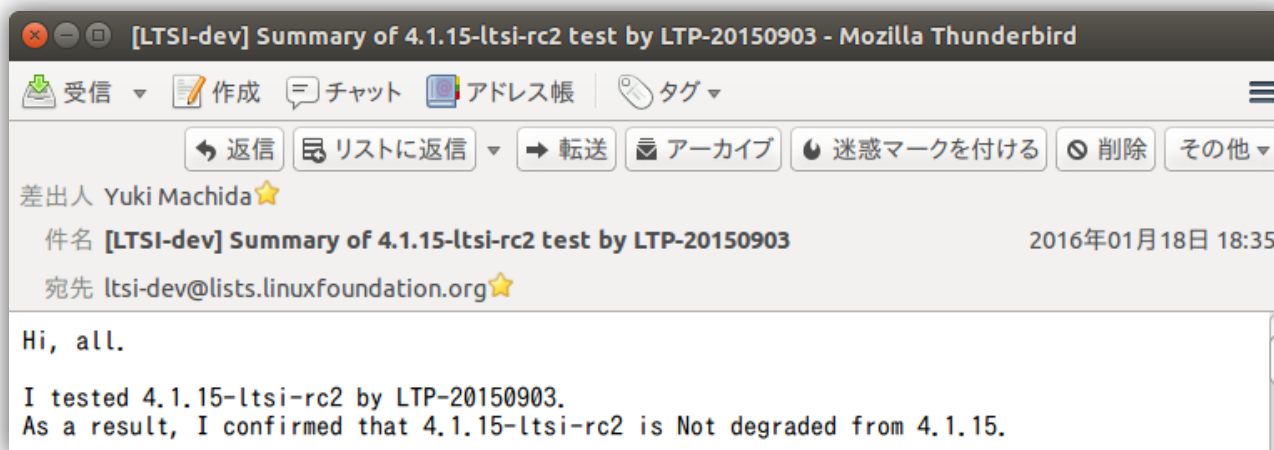 [LTSI-dev] Summary of 4.1.15-ltsi-rc2 test by LTP-20150903 - Mozilla Thunderbird
受信 作成 チャット アドレス帳 タグ
返信 リストに返信 転送 アーカイブ 迷惑マークを付ける 削除 その他
差出人 Yuki Machida
件名 [LTSI-dev] Summary of 4.1.15-ltsi-rc2 test by LTP-20150903 2016年01月18日 18:35
宛先 ltsi-dev@lists.linuxfoundation.org
Hi, all.
I tested 4.1.15-ltsi-rc2 by LTP-20150903.
As a result, I confirmed that 4.1.15-ltsi-rc2 is Not degraded from 4.1.15.